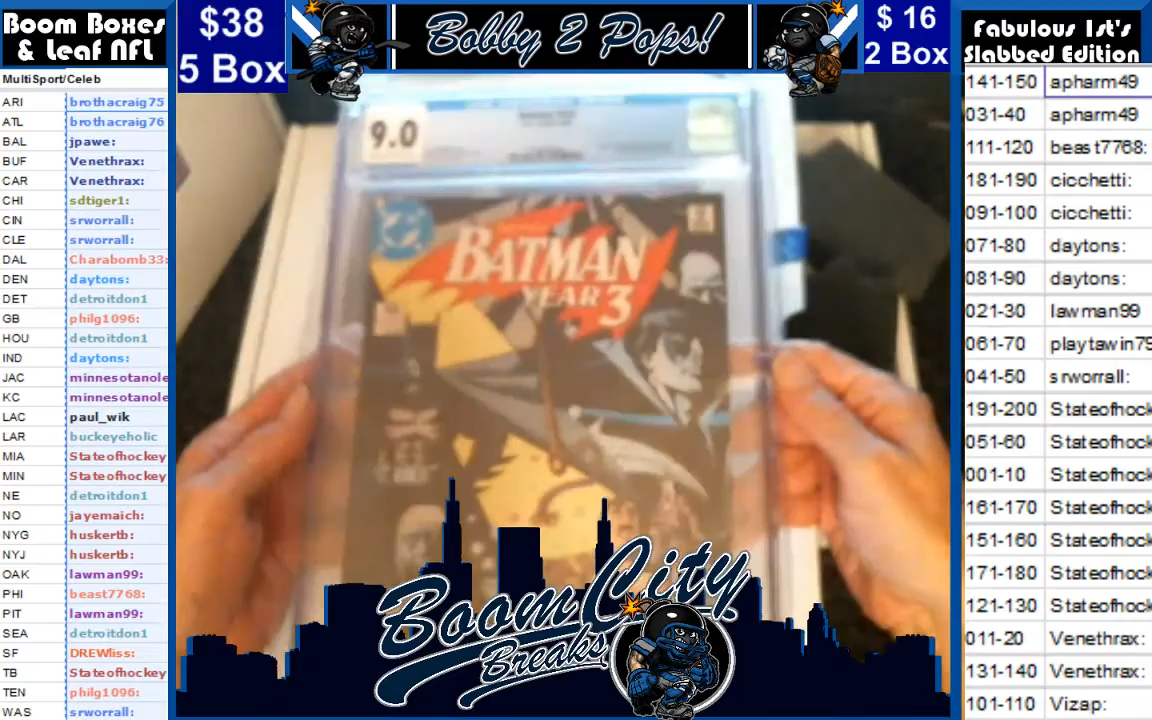 Boom Boxes
& Leaf NFL
MultiSport/Celeb
ARI brothacraig75
ATL brothacraig76
BAL jpawe:
BUF Venethrax:
CAR Venethrax:
CHI sdtiger1:
CIN srworrall:
CLE srworrall:
DAL Charabomb33:
DEN daytons:
DET detroitdon1
GB philg1096:
HOU detroitdon1
IND daytons:
JAC minnesotanole
KC minnesotanole
LAC paul_wik
LAR buckeyeholic
MIA Stateofhockey
MIN Stateofhockey
NE detroitdon1
NO jayemaich:
NYG huskertb:
NYJ huskertb:
OAK lawman99:
PHI beast7768:
PIT lawman99:
SEA detroitdon1
SF DREWliss:
TB Stateofhockey
TEN philg1096:
WAS srworrall:
$38
5 Box
Bobby 2 Pops!
$ 16
2 Box
9.0
DC
BATMAN
YEAR 3
Boom City
Breaks
Fabulous 1st's
Slabbed Edition
141-150 apharm49
031-40 apharm49
111-120 beast7768:
181-190 cicchetti:
091-100 cicchetti:
071-80 daytons:
081-90 daytons:
021-30 lawman99
061-70 playtawin79
041-50 srworrall:
191-200 Stateofhock
051-60 Stateofhock
001-10 Stateofhock
161-170 Stateofhock
151-160 Stateofhock
171-180 Stateofhock
121-130 Stateofhock
011-20 Venethrax:
131-140 Venethrax:
101-110 Vizap: